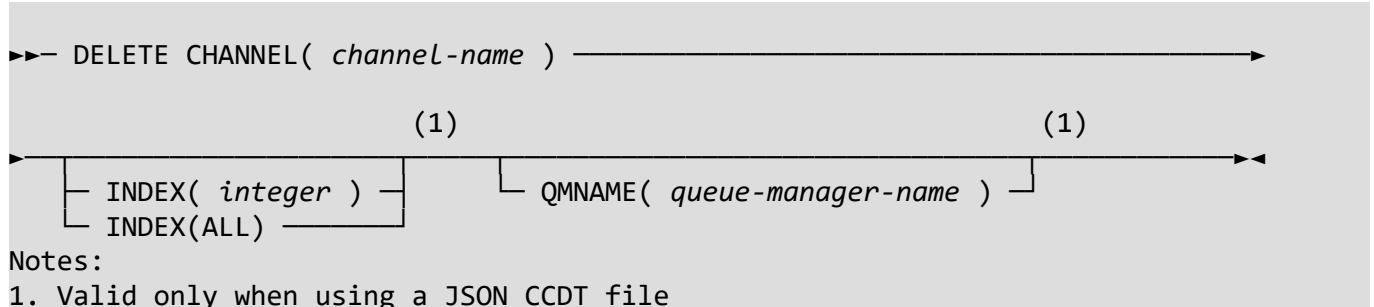 ►►─ DELETE CHANNEL( channel-name ) ─────────────────────────────────────────►
(1) (1)
►──┬──────────────────────┬─────┬──────────────────────────────────┬────────────►◄
├─ INDEX( integer ) ─┤ └─ QMNAME( queue-manager-name ) ─┘
└─ INDEX(ALL) ───────┘
Notes:
1. Valid only when using a JSON CCDT file